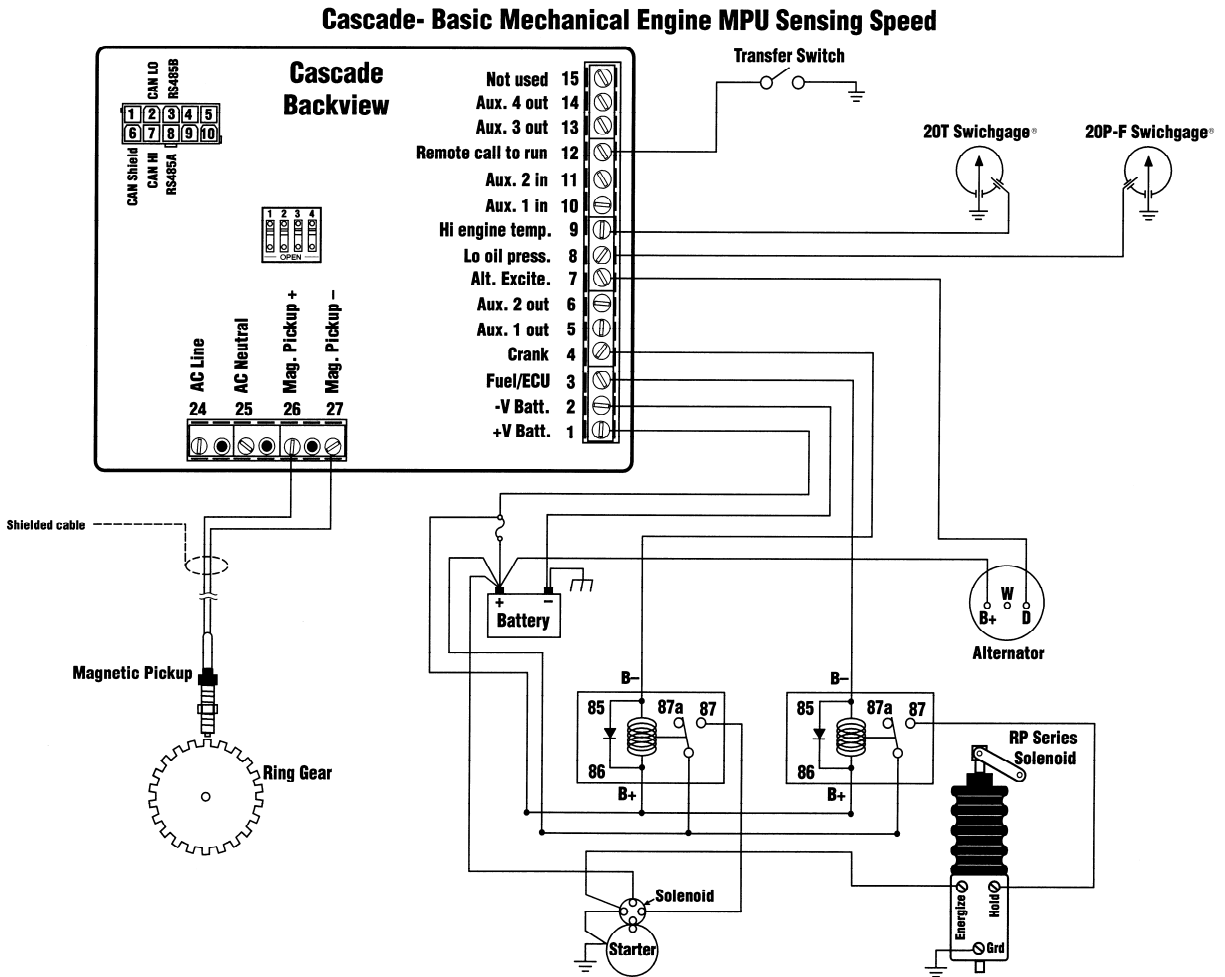 Cascade- Basic Mechanical Engine MPU Sensing Speed
Cascade
Backview
CAN LO
RS485B
1 2 3 4 5
6 7 8 9 10
CAN Shield
CAN HI
RS485A
1 2 3 4
OPEN
Not used 15
Aux. 4 out 14
Aux. 3 out 13
Remote call to run 12
Aux. 2 in 11
Aux. 1 in 10
Hi engine temp. 9
Lo oil press. 8
Alt. Excite. 7
Aux. 2 out 6
Aux. 1 out 5
Crank 4
Fuel/ECU 3
-V Batt. 2
+V Batt. 1
AC Line
AC Neutral
Mag. Pickup +
Mag. Pickup –
24 25 26 27
Transfer Switch
20T Swichgage®
20P-F Swichgage®
Shielded cable
Magnetic Pickup
Ring Gear
+ –
Battery
W
B+ D
Alternator
B–
85 87a 87
86
B+
B–
85 87a 87
86
B+
RP Series
Solenoid
Energize
Hold
Grd
Solenoid
Starter